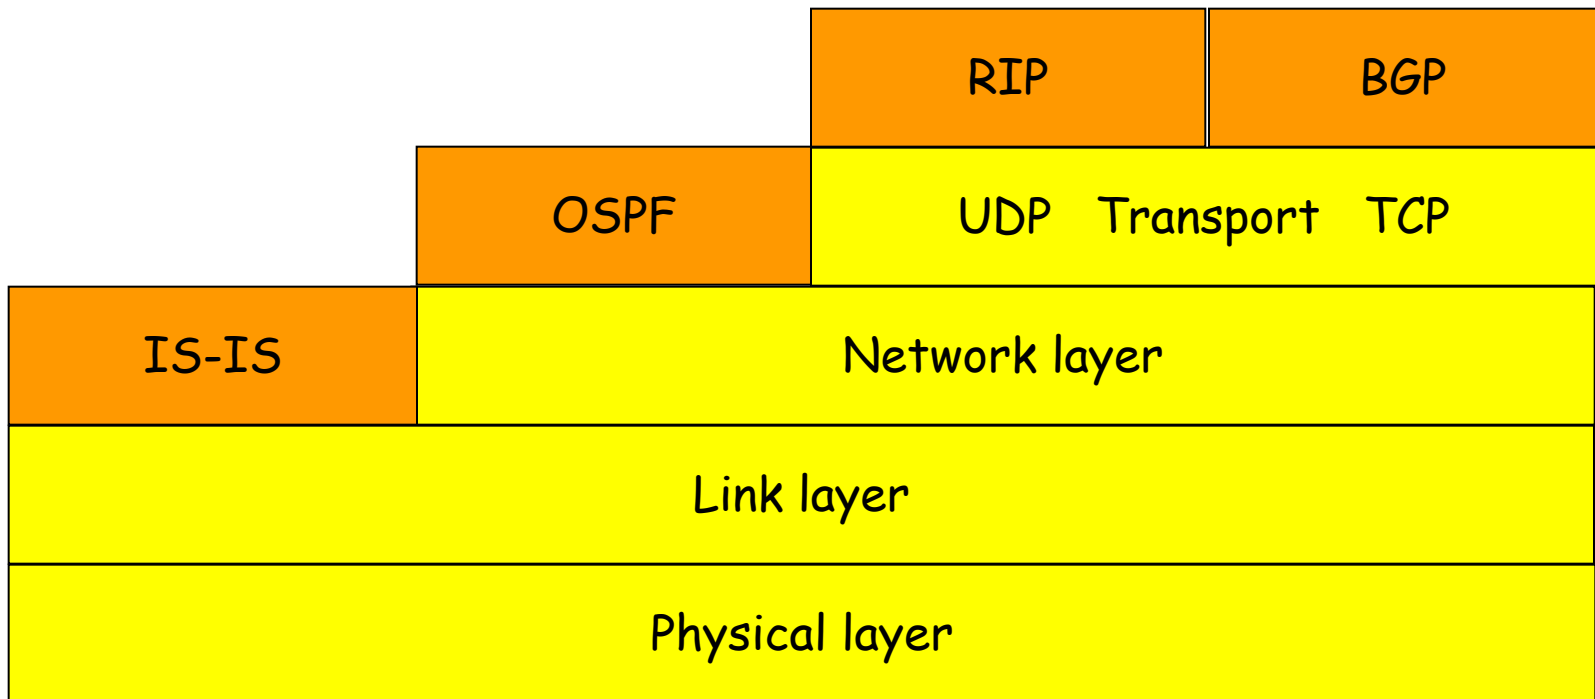 RIP BGP
OSPF UDP Transport TCP
IS-IS Network layer
Link layer
Physical layer